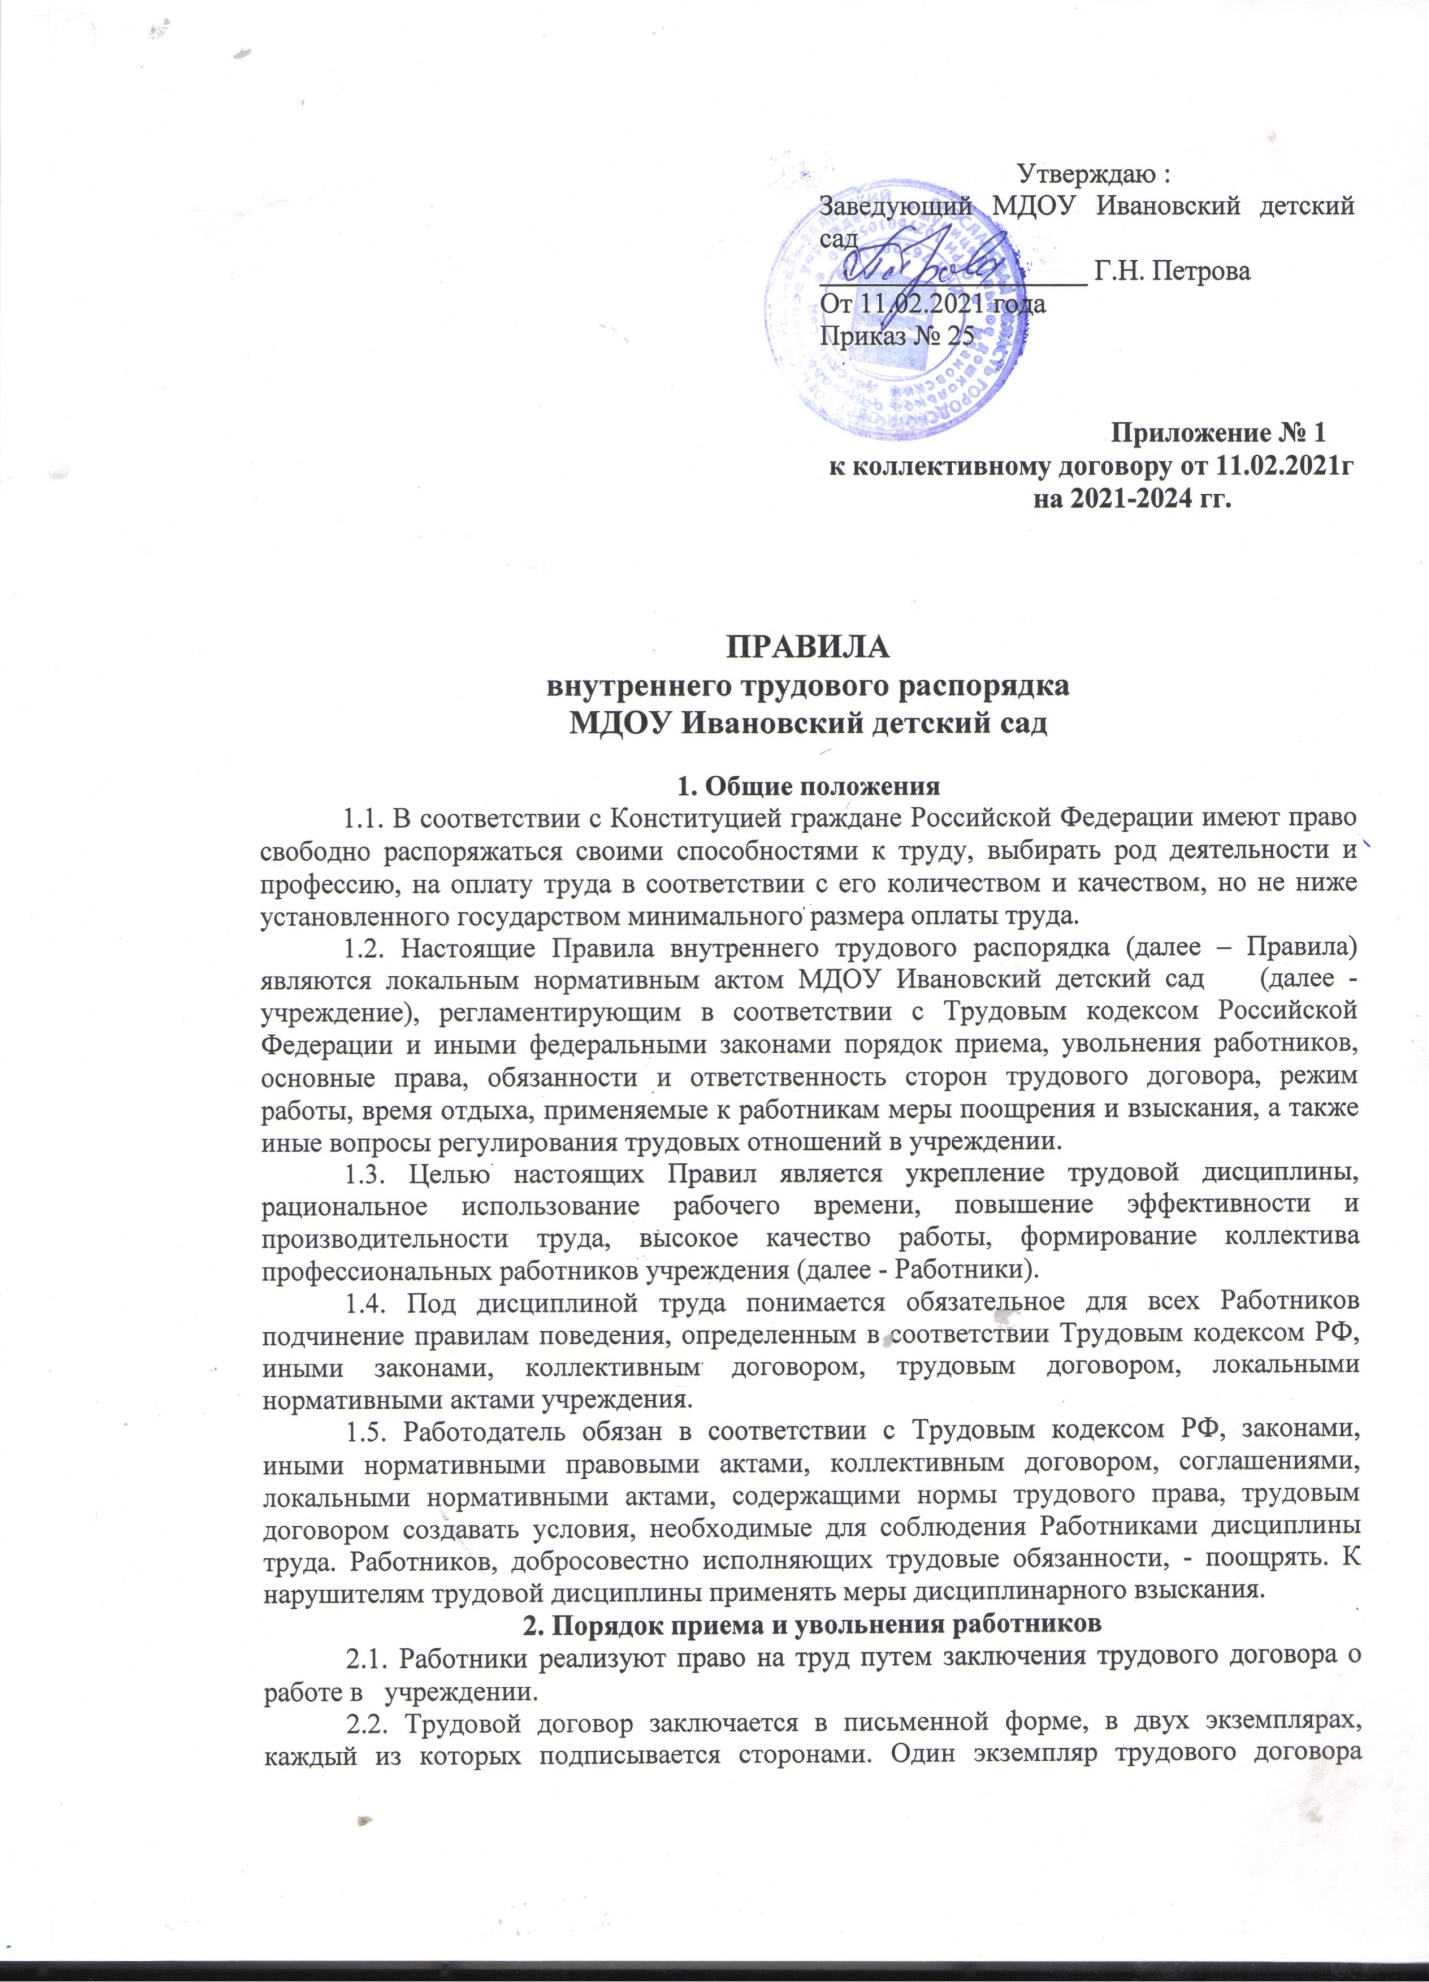 Утверждаю :
Заведующий МДОУ Ивановский детский
сад
____________________ Г.Н. Петрова
От 11.02.2021 года
Приказ № 25
Приложение № 1
к коллективному договору от 11.02.2021г
на 2021-2024 гг.
ПРАВИЛА
внутреннего трудового распорядка
МДОУ Ивановский детский сад
1. Общие положения
1.1. В соответствии с Конституцией граждане Российской Федерации имеют право
свободно распоряжаться своими способностями к труду, выбирать род деятельности и
профессию, на оплату труда в соответствии с его количеством и качеством, но не ниже
установленного государством минимального размера оплаты труда.
1.2. Настоящие Правила внутреннего трудового распорядка (далее – Правила)
являются локальным нормативным актом МДОУ Ивановский детский сад (далее -
учреждение), регламентирующим в соответствии с Трудовым кодексом Российской
Федерации и иными федеральными законами порядок приема, увольнения работников,
основные права, обязанности и ответственность сторон трудового договора, режим
работы, время отдыха, применяемые к работникам меры поощрения и взыскания, а также
иные вопросы регулирования трудовых отношений в учреждении.
1.3. Целью настоящих Правил является укрепление трудовой дисциплины,
рациональное использование рабочего времени, повышение эффективности и
производительности труда, высокое качество работы, формирование коллектива
профессиональных работников учреждения (далее - Работники).
1.4. Под дисциплиной труда понимается обязательное для всех Работников
подчинение правилам поведения, определенным в соответствии Трудовым кодексом РФ,
иными законами, коллективным договором, трудовым договором, локальными
нормативными актами учреждения.
1.5. Работодатель обязан в соответствии с Трудовым кодексом РФ, законами,
иными нормативными правовыми актами, коллективным договором, соглашениями,
локальными нормативными актами, содержащими нормы трудового права, трудовым
договором создавать условия, необходимые для соблюдения Работниками дисциплины
труда. Работников, добросовестно исполняющих трудовые обязанности, - поощрять. К
нарушителям трудовой дисциплины применять меры дисциплинарного взыскания.
2. Порядок приема и увольнения работников
2.1. Работники реализуют право на труд путем заключения трудового договора о
работе в учреждении.
2.2. Трудовой договор заключается в письменной форме, в двух экземплярах,
каждый из которых подписывается сторонами. Один экземпляр трудового договора